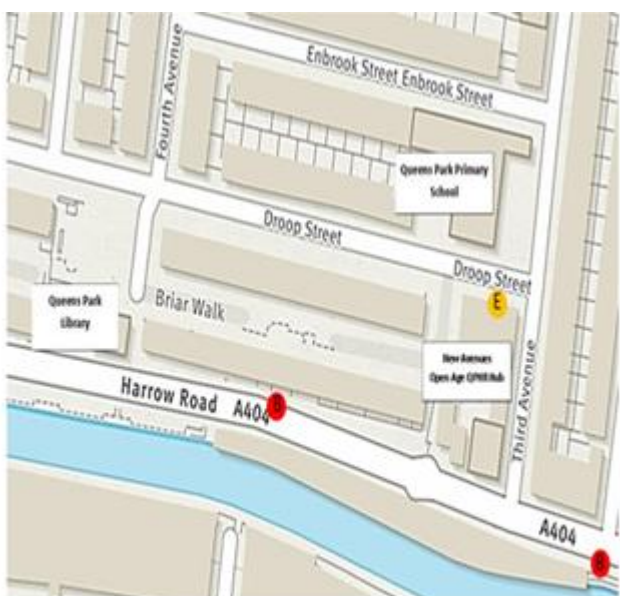 Enbrook Street Enbrook Street
Fourth Avenue
Queens Park Primary
School
Droop Street
Droop Street
E
Queens Park
Library
Briar Walk
New Avenues
Open Age
Hub
Third Avenue
Harrow Road
A404
B
A404
B